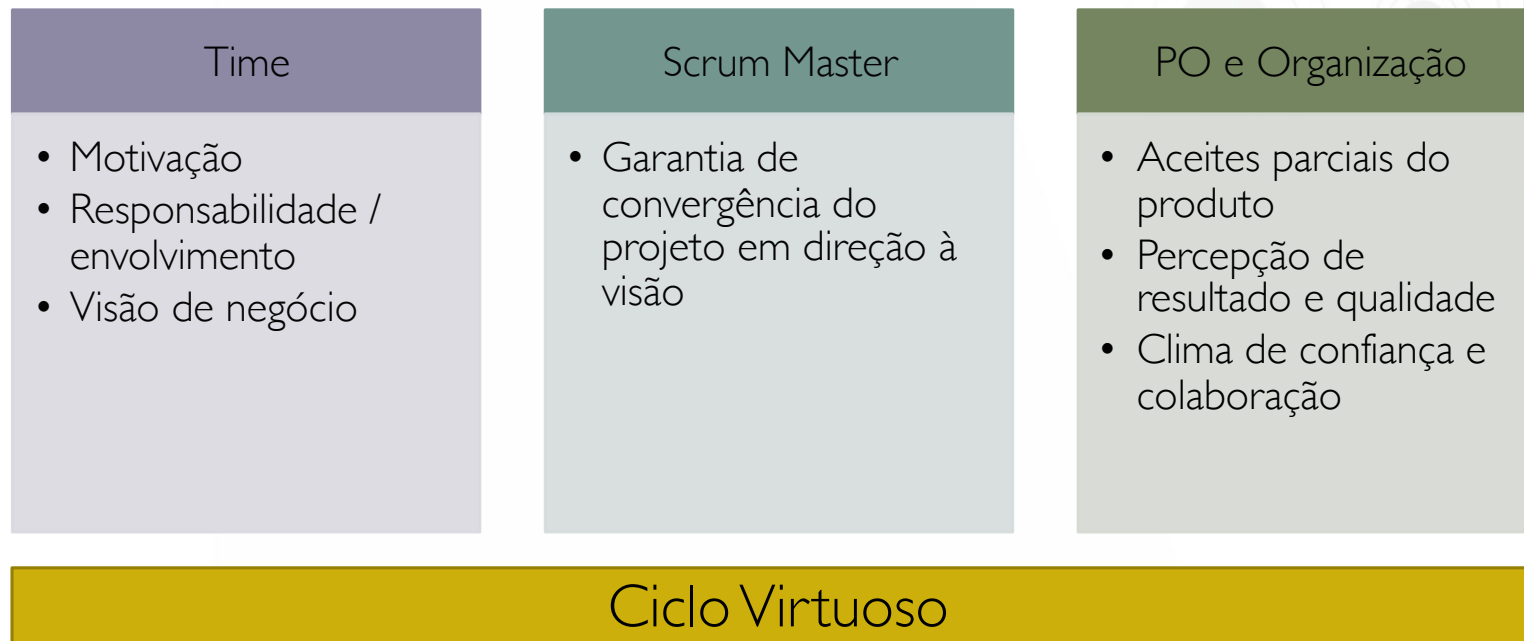 Time
• Motivação
• Responsabilidade /
envolvimento
• Visão de negócio
Scrum Master
• Garantia de
convergência do
projeto em direção à
visão
PO e Organização
• Aceites parciais do
produto
• Percepção de
resultado e qualidade
• Clima de confiança e
colaboração
Ciclo Virtuoso